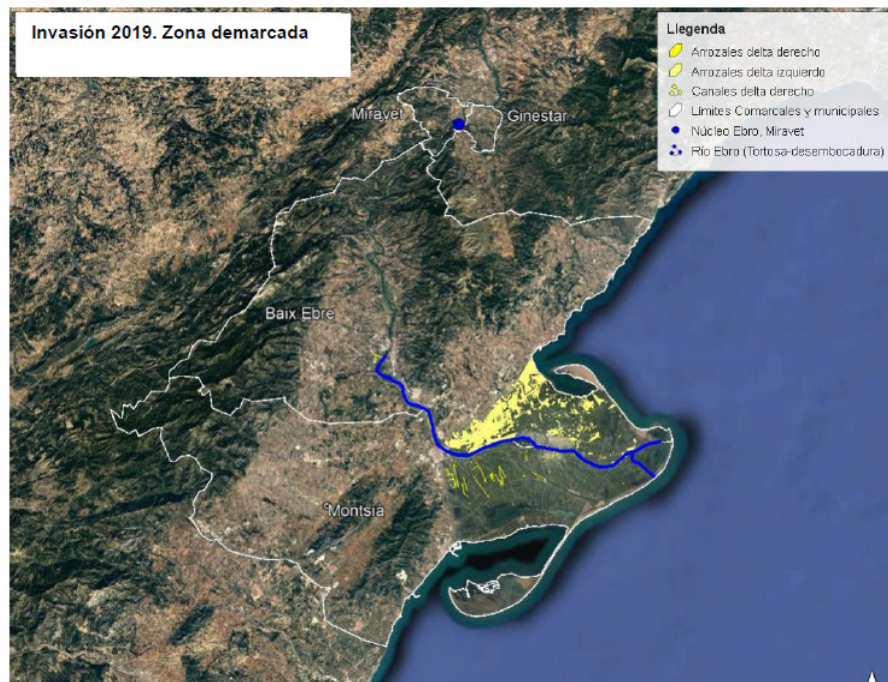 Invasión 2019. Zona demarcada
Llegenda
Arrozales delta derecho
Arrozales delta izquierdo
Canales delta derecho
Límites Comarcales y municipales
Núcleo Ebro, Miravet
Río Ebro (Tortosa-desembocadura)
Miravet
Ginestar
Baix Ebre
Montsià